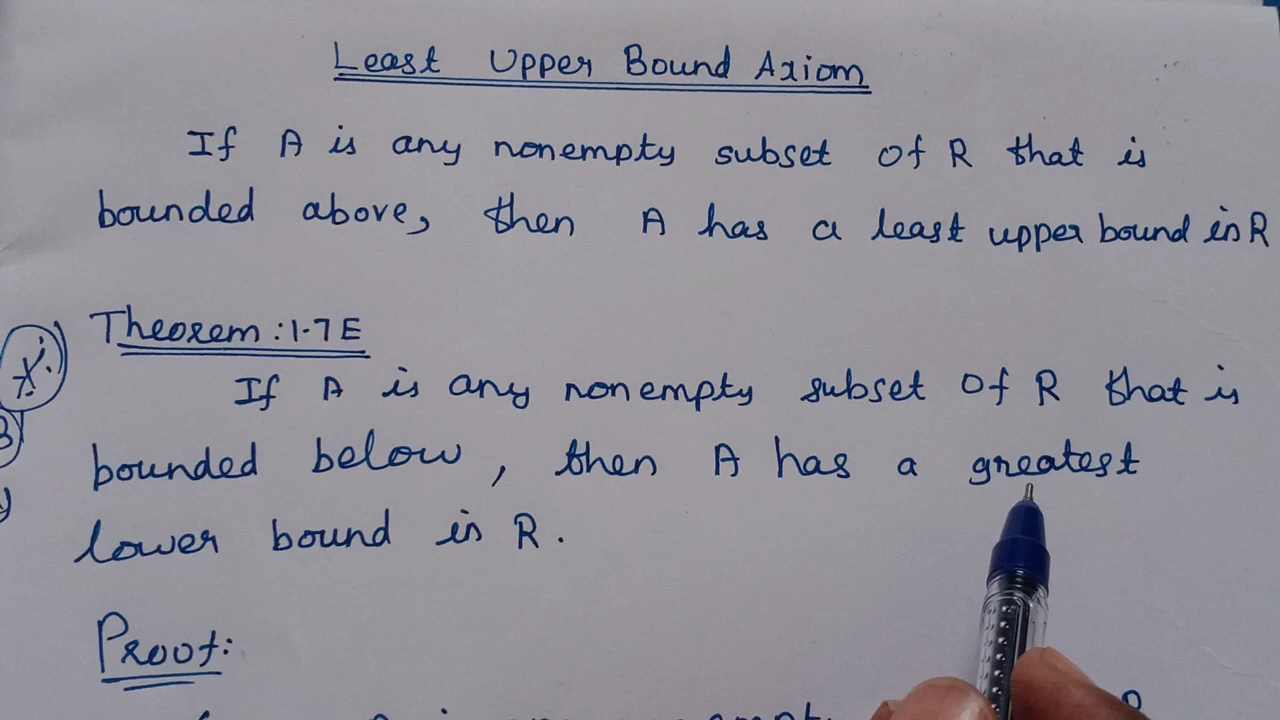 Least Upper Bound Axiom
If A is any nonempty subset of R that is
bounded above, then A has a least upper bound in R
Theorem : 1.7E
If A is any nonempty subset of R that is
bounded below, then A has a greatest
lower bound in R.
Proof: